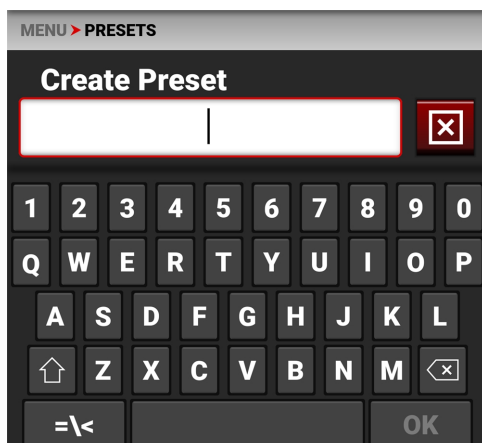 MENU ➤ PRESETS
Create Preset
1 2 3 4 5 6 7 8 9 0
Q W E R T Y U I O P
A S D F G H J K L
Z X C V B N M
=\< OK